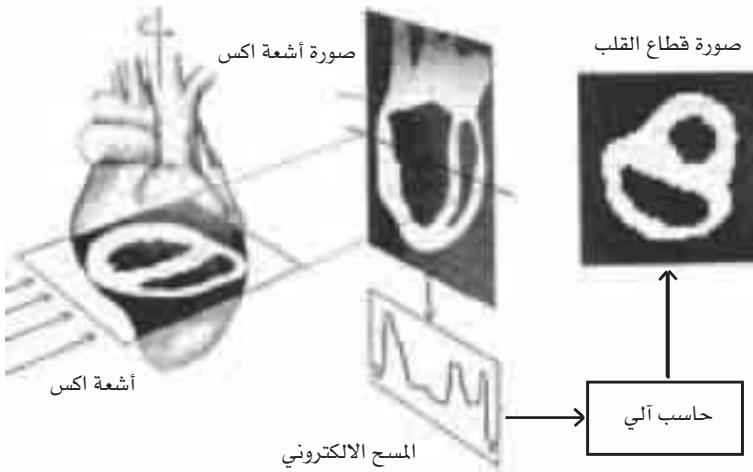 صورة قطاع القلب
صورة أشعة اكس
أشعة اكس
حاسب آلي
المسح الالكتروني